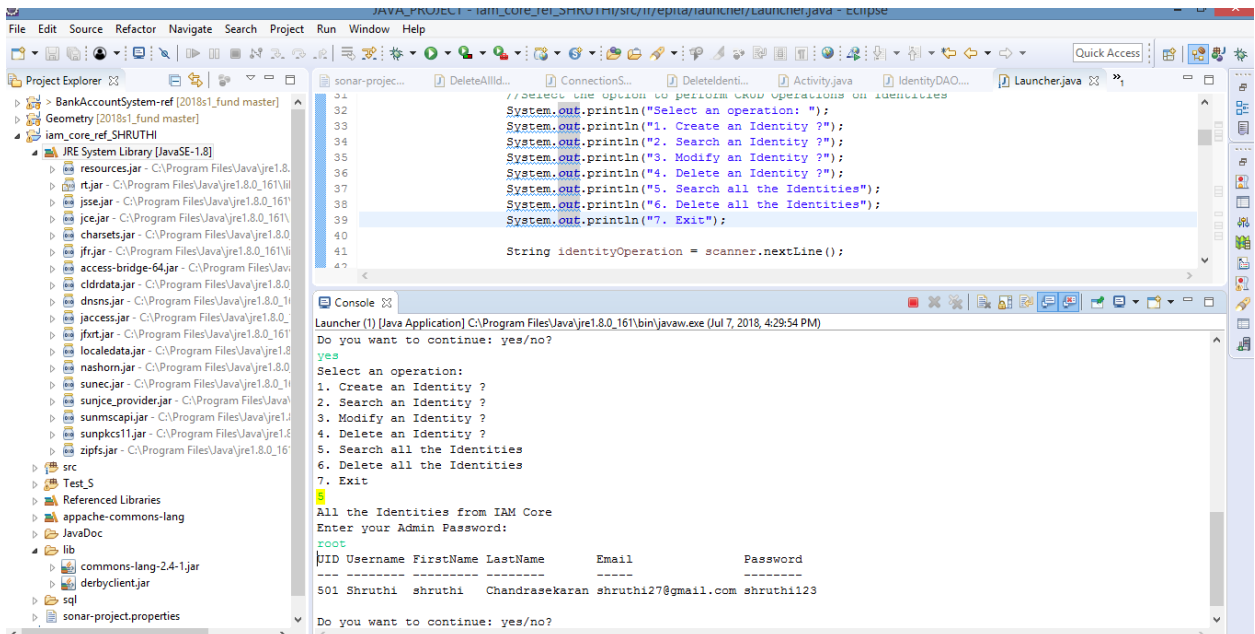 JAVA_PROJECT - iam_core_ref_SHRUTHI/src/fr/epita/launcher/Launcher.java - Eclipse
File Edit Source Refactor Navigate Search Project Run Window Help
Quick Access
Project Explorer
> BankAccountSystem-ref [2018s1_fund master]
Geometry [2018s1_fund master]
iam_core_ref_SHRUTHI
JRE System Library [JavaSE-1.8]
resources.jar - C:\Program Files\Java\jre1.8.
rt.jar - C:\Program Files\Java\jre1.8.0_161\lil
jsse.jar - C:\Program Files\Java\jre1.8.0_161\
jce.jar - C:\Program Files\Java\jre1.8.0_161\
charsets.jar - C:\Program Files\Java\jre1.8.0
jfr.jar - C:\Program Files\Java\jre1.8.0_161\li
access-bridge-64.jar - C:\Program Files\Java
cldrdata.jar - C:\Program Files\Java\jre1.8.0
dnsns.jar - C:\Program Files\Java\jre1.8.0_1
jaccess.jar - C:\Program Files\Java\jre1.8.0_
jfxrt.jar - C:\Program Files\Java\jre1.8.0_161
localedata.jar - C:\Program Files\Java\jre1.8
nashorn.jar - C:\Program Files\Java\jre1.8.0
sunec.jar - C:\Program Files\Java\jre1.8.0_1
sunjce_provider.jar - C:\Program Files\Java\
sunmscapi.jar - C:\Program Files\Java\jre1.
sunpkcs11.jar - C:\Program Files\Java\jre1.8
zipfs.jar - C:\Program Files\Java\jre1.8.0_16
src
Test_S
Referenced Libraries
appache-commons-lang
JavaDoc
lib
commons-lang-2.4-1.jar
derbyclient.jar
sql
sonar-project.properties
sonar-projec... DeleteAllId... ConnectionS... DeleteIdenti... Activity.java IdentityDAO.... Launcher.java »1
31 //Select the option to perform CRUD Operations on identities
32 System.out.println("Select an operation: ");
33 System.out.println("1. Create an Identity ?");
34 System.out.println("2. Search an Identity ?");
35 System.out.println("3. Modify an Identity ?");
36 System.out.println("4. Delete an Identity ?");
37 System.out.println("5. Search all the Identities");
38 System.out.println("6. Delete all the Identities");
39 System.out.println("7. Exit");
40
41 String identityOperation = scanner.nextLine();
42
Console
Launcher (1) [Java Application] C:\Program Files\Java\jre1.8.0_161\bin\javaw.exe (Jul 7, 2018, 4:29:54 PM)
Do you want to continue: yes/no?
yes
Select an operation:
1. Create an Identity ?
2. Search an Identity ?
3. Modify an Identity ?
4. Delete an Identity ?
5. Search all the Identities
6. Delete all the Identities
7. Exit
5
All the Identities from IAM Core
Enter your Admin Password:
root
UID Username FirstName LastName Email Password
--- -------- --------- -------- ----- --------
501 Shruthi shruthi Chandrasekaran shruthi27@gmail.com shruthi123
Do you want to continue: yes/no?